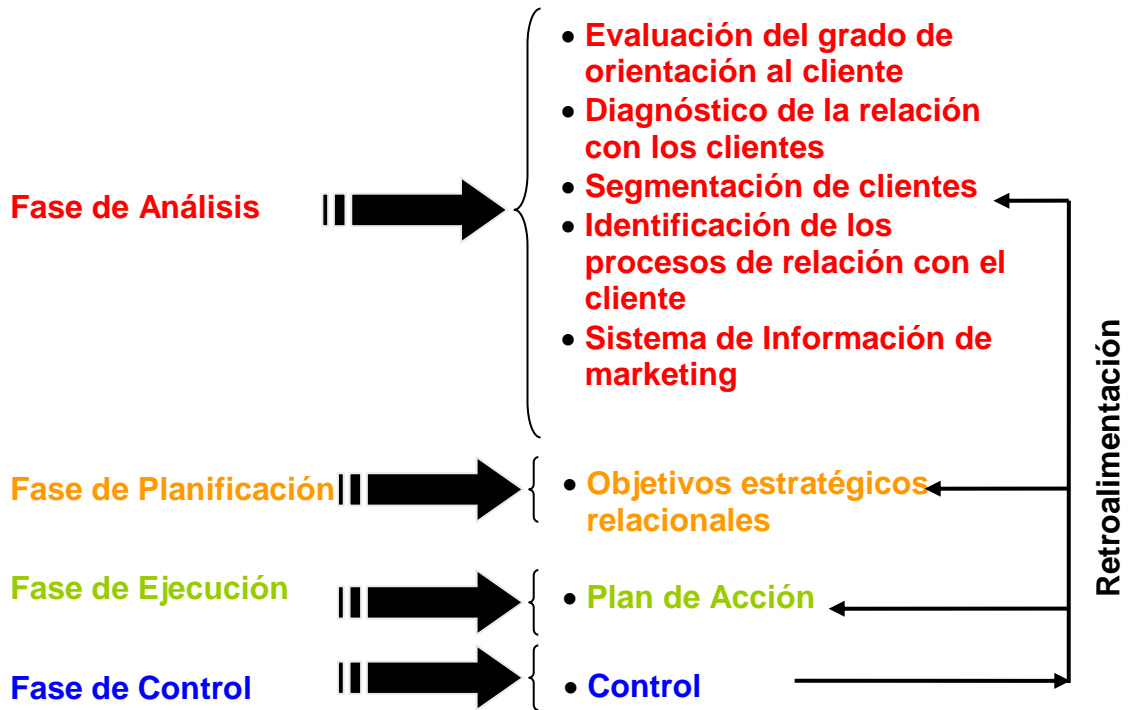 Fase de Análisis
• Evaluación del grado de
orientación al cliente
• Diagnóstico de la relación
con los clientes
• Segmentación de clientes
• Identificación de los
procesos de relación con el
cliente
• Sistema de Información de
marketing
Fase de Planificación
• Objetivos estratégicos
relacionales
Fase de Ejecución
• Plan de Acción
Fase de Control
• Control
Retroalimentación